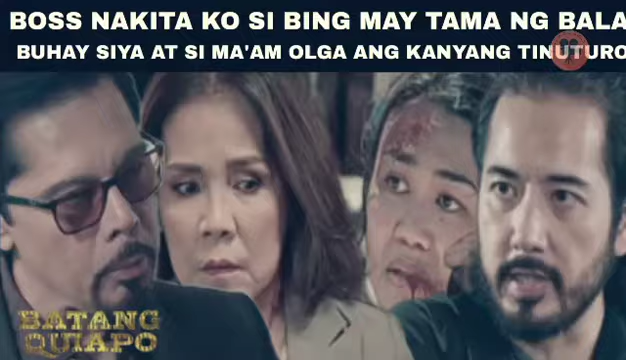 BOSS NAKITA KO SI BING MAY TAMA NG BALA
BUHAY SIYA AT SI MA'AM OLGA ANG KANYANG TINUTURO
BATANG
QUIAPO